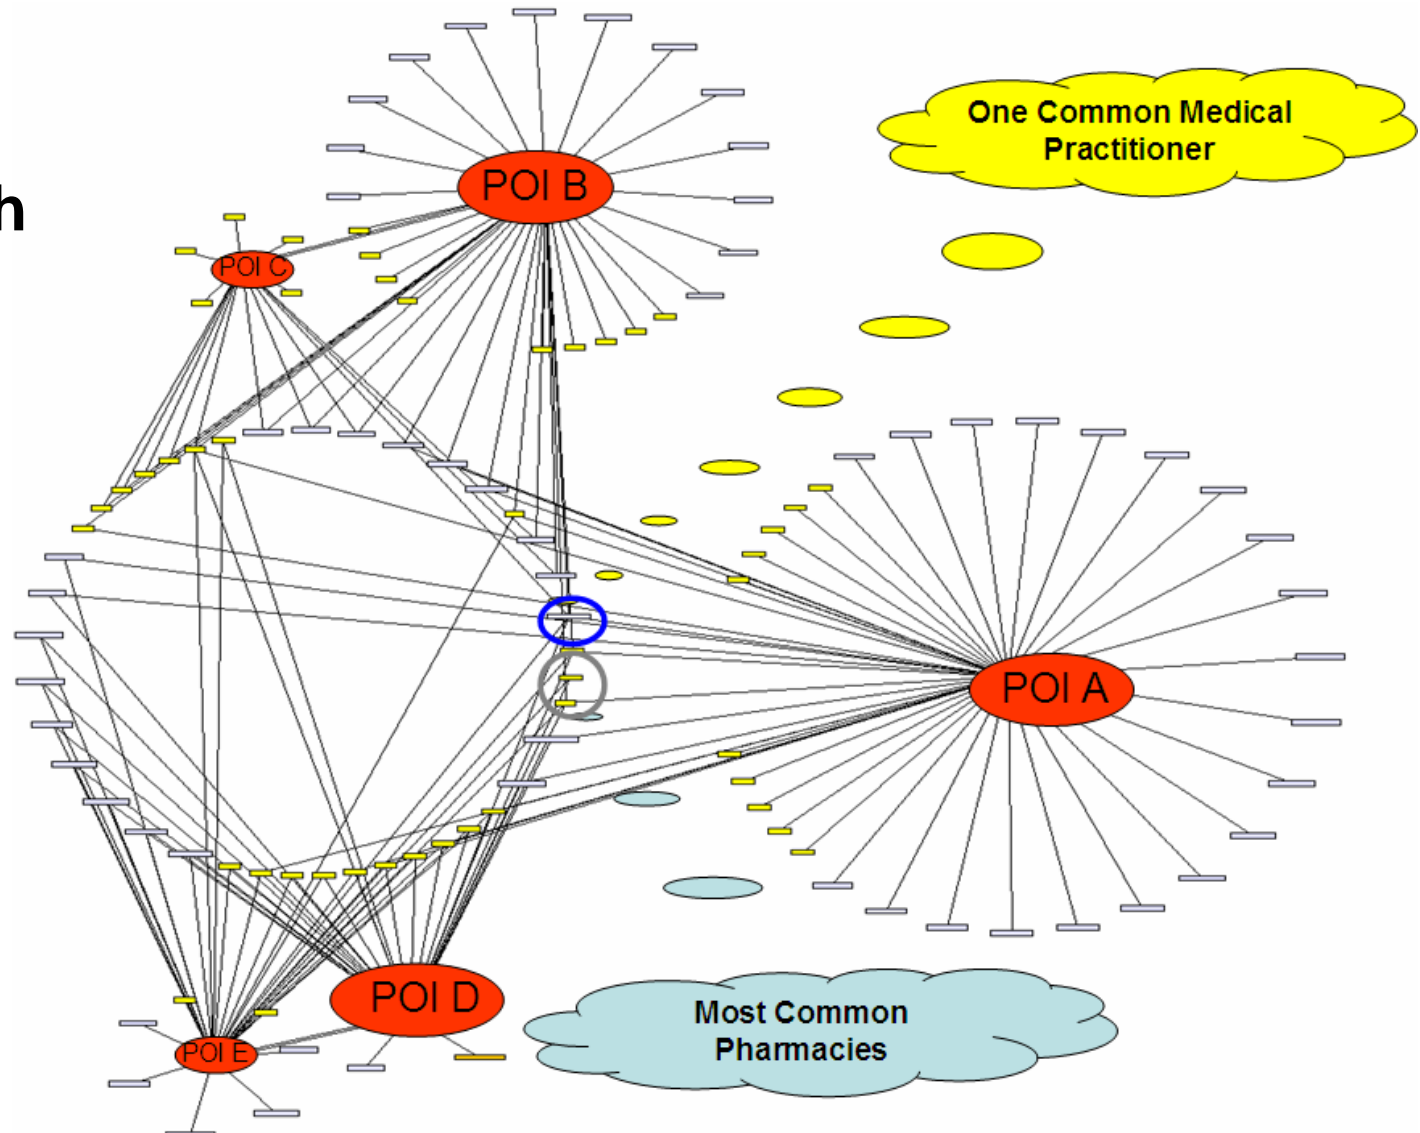 h
One Common Medical
Practitioner
POI B
POI C
POI A
POI D
POI E
Most Common
Pharmacies